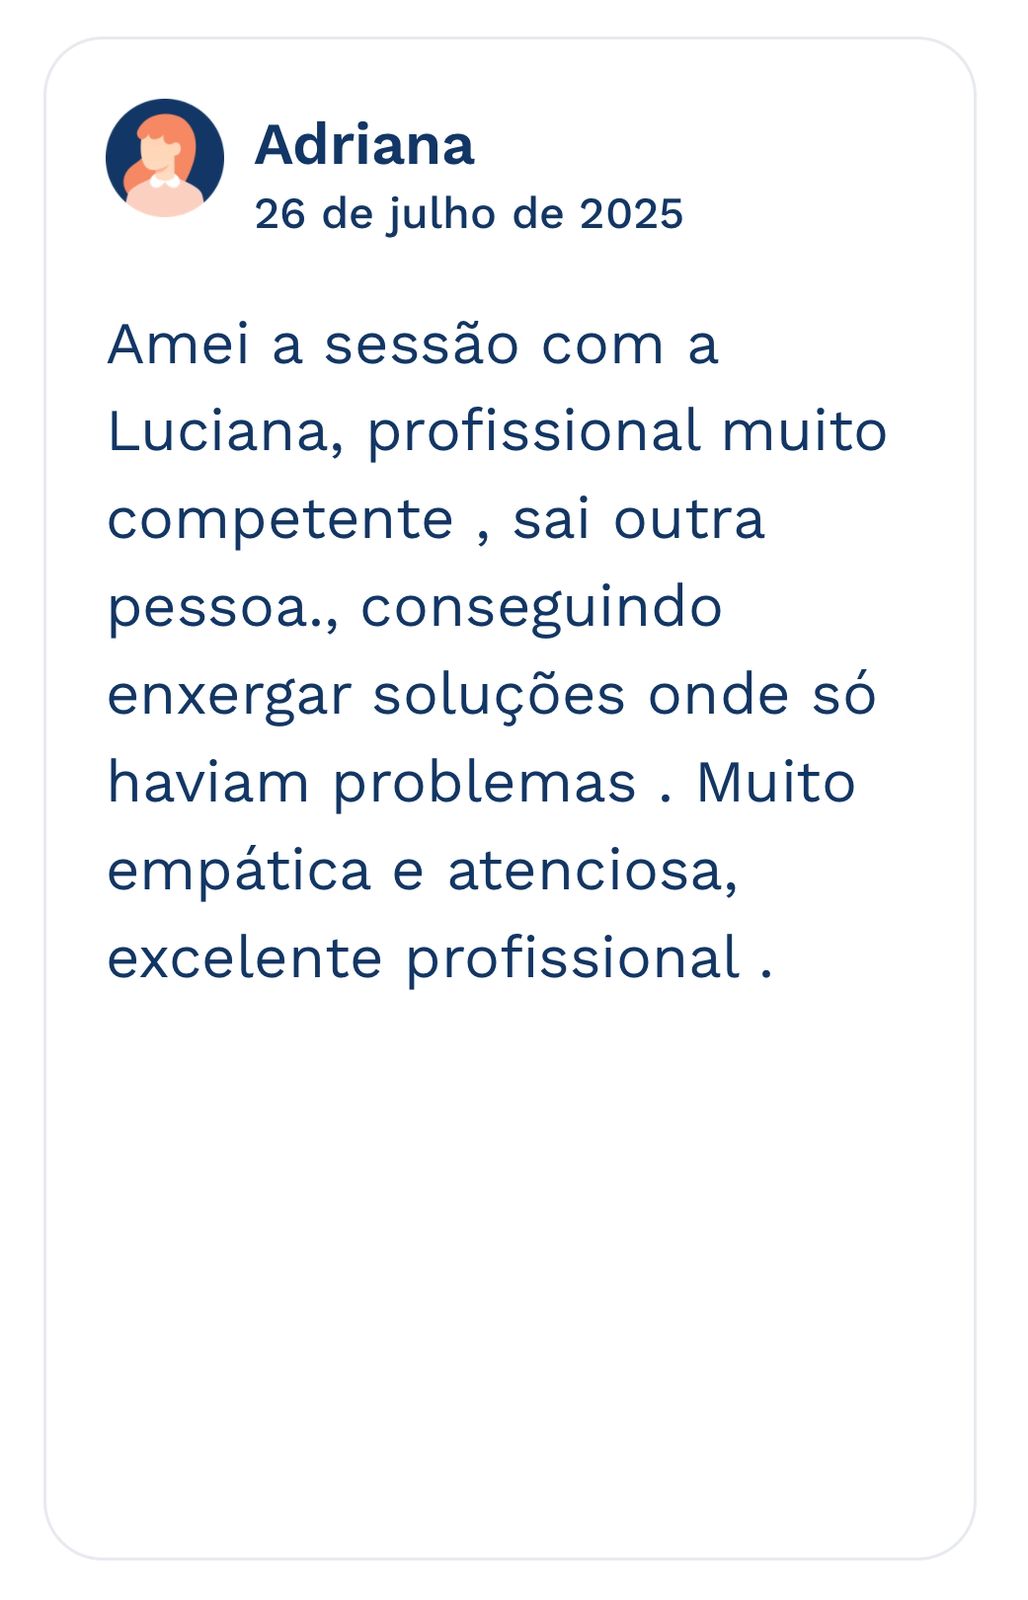 Adriana
26 de julho de 2025
Amei a sessão com a
Luciana, profissional muito
competente , sai outra
pessoa., conseguindo
enxergar soluções onde só
haviam problemas . Muito
empática e atenciosa,
excelente profissional .